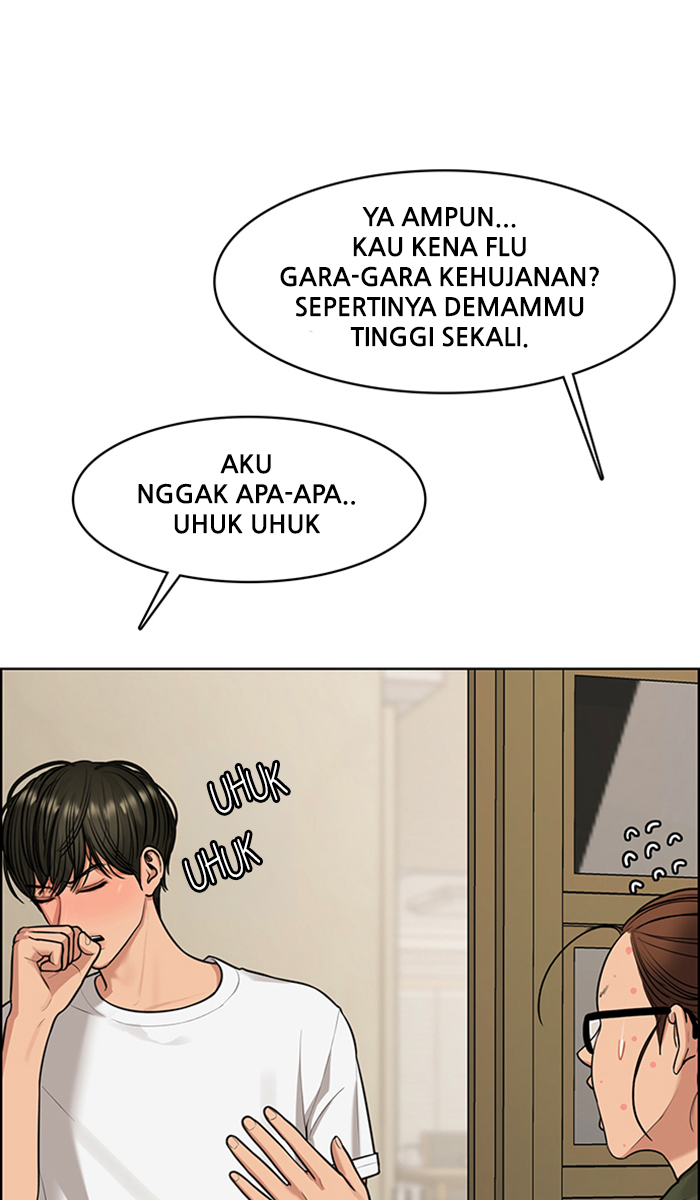 YA AMPUN...
KAU KENA FLU
GARA-GARA KEHUJANAN?
SEPERTINYA DEMAMMU
TINGGI SEKALI.
AKU
NGGAK APA-APA..
UHUK UHUK
UHUK
UHUK